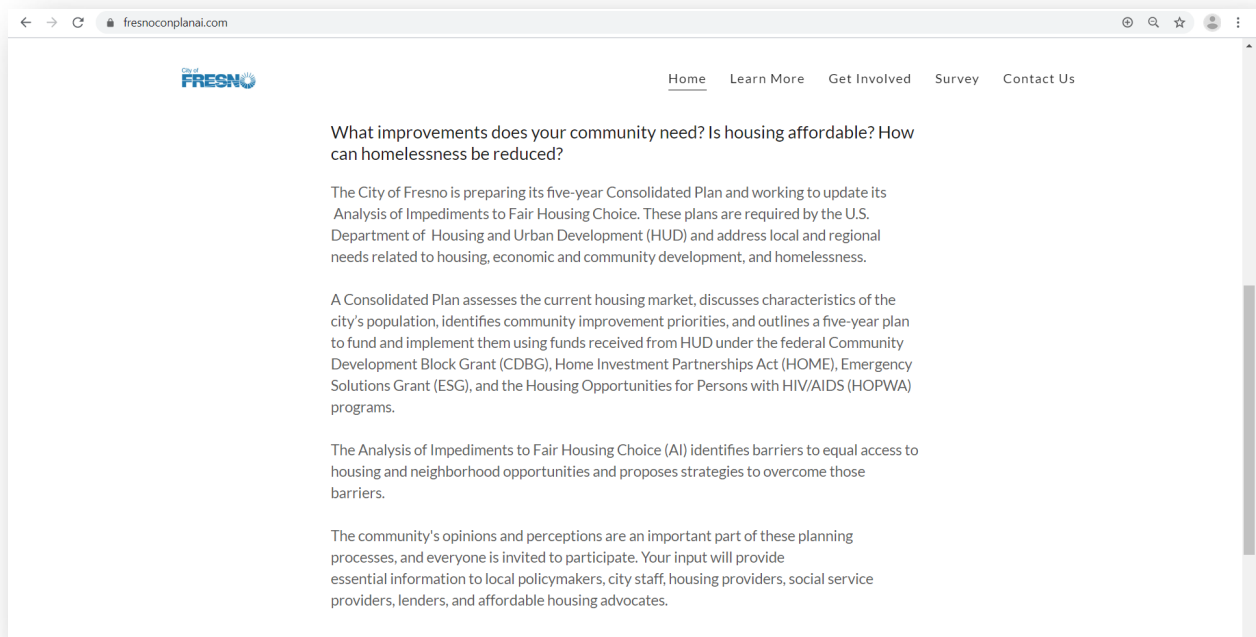 fresnoconplanai.com
City of
FRESNO
Home Learn More Get Involved Survey Contact Us
What improvements does your community need? Is housing affordable? How
can homelessness be reduced?
The City of Fresno is preparing its five-year Consolidated Plan and working to update its
Analysis of Impediments to Fair Housing Choice. These plans are required by the U.S.
Department of Housing and Urban Development (HUD) and address local and regional
needs related to housing, economic and community development, and homelessness.
A Consolidated Plan assesses the current housing market, discusses characteristics of the
city's population, identifies community improvement priorities, and outlines a five-year plan
to fund and implement them using funds received from HUD under the federal Community
Development Block Grant (CDBG), Home Investment Partnerships Act (HOME), Emergency
Solutions Grant (ESG), and the Housing Opportunities for Persons with HIV/AIDS (HOPWA)
programs.
The Analysis of Impediments to Fair Housing Choice (AI) identifies barriers to equal access to
housing and neighborhood opportunities and proposes strategies to overcome those
barriers.
The community's opinions and perceptions are an important part of these planning
processes, and everyone is invited to participate. Your input will provide
essential information to local policymakers, city staff, housing providers, social service
providers, lenders, and affordable housing advocates.